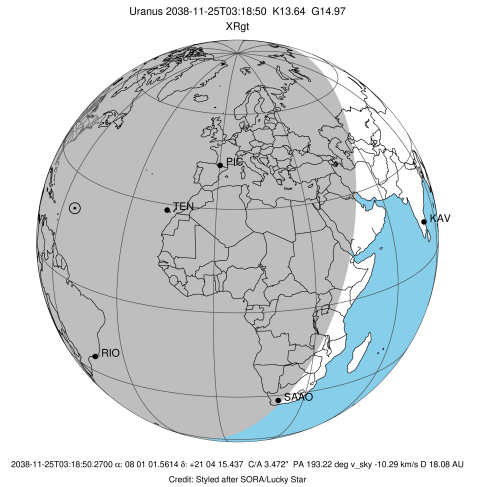 Uranus 2038-11-25T03:18:50 K13.64 G14.97
XRgt
PIC
TEN
KAV
RIO
SAAO
2038-11-25T03:18:50.2700 α: 08 01 01.5614 δ: +21 04 15.437 C/A 3.472" PA 193.22 deg v_sky -10.29 km/s D 18.08 AU
Credit: Styled after SORA/Lucky Star